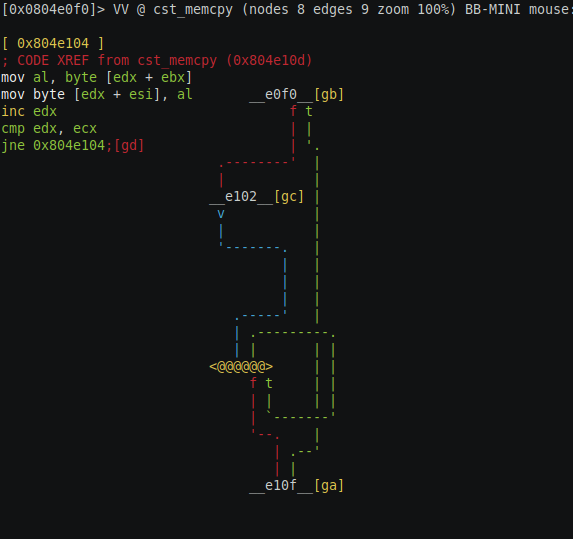 [0x0804e0f0]> VV @ cst_memcpy (nodes 8 edges 9 zoom 100%) BB-MINI mouse:
[ 0x804e104 ]
; CODE XREF from cst_memcpy (0x804e10d)
mov al, byte [edx + ebx]
mov byte [edx + esi], al
__e0f0__[gb]
inc edx
f t
cmp edx, ecx
jne 0x804e104;[gd]
__e102__[gc]
v
<@@@@@@>
f t
__e10f__[ga]